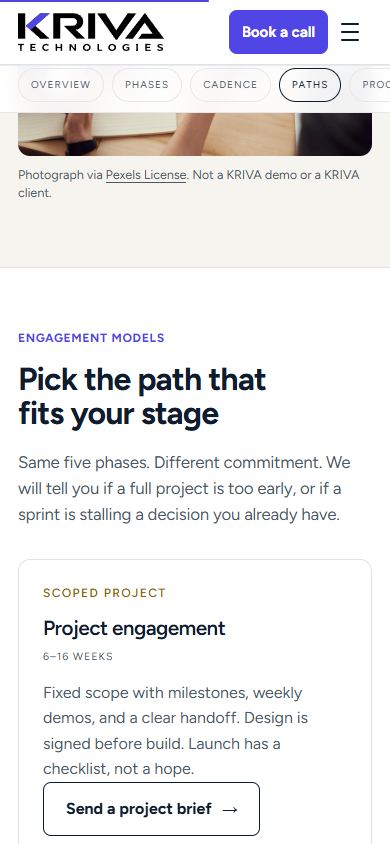 KRIVA
TECHNOLOGIES
Book a call
OVERVIEW
PHASES
CADENCE
PATHS
Photograph via Pexels License. Not a KRIVA demo or a KRIVA
client.
ENGAGEMENT MODELS
Pick the path that
fits your stage
Same five phases. Different commitment. We
will tell you if a full project is too early, or if a
sprint is stalling a decision you already have.
SCOPED PROJECT
Project engagement
6–16 WEEKS
Fixed scope with milestones, weekly
demos, and a clear handoff. Design is
signed before build. Launch has a
checklist, not a hope.
Send a project brief →